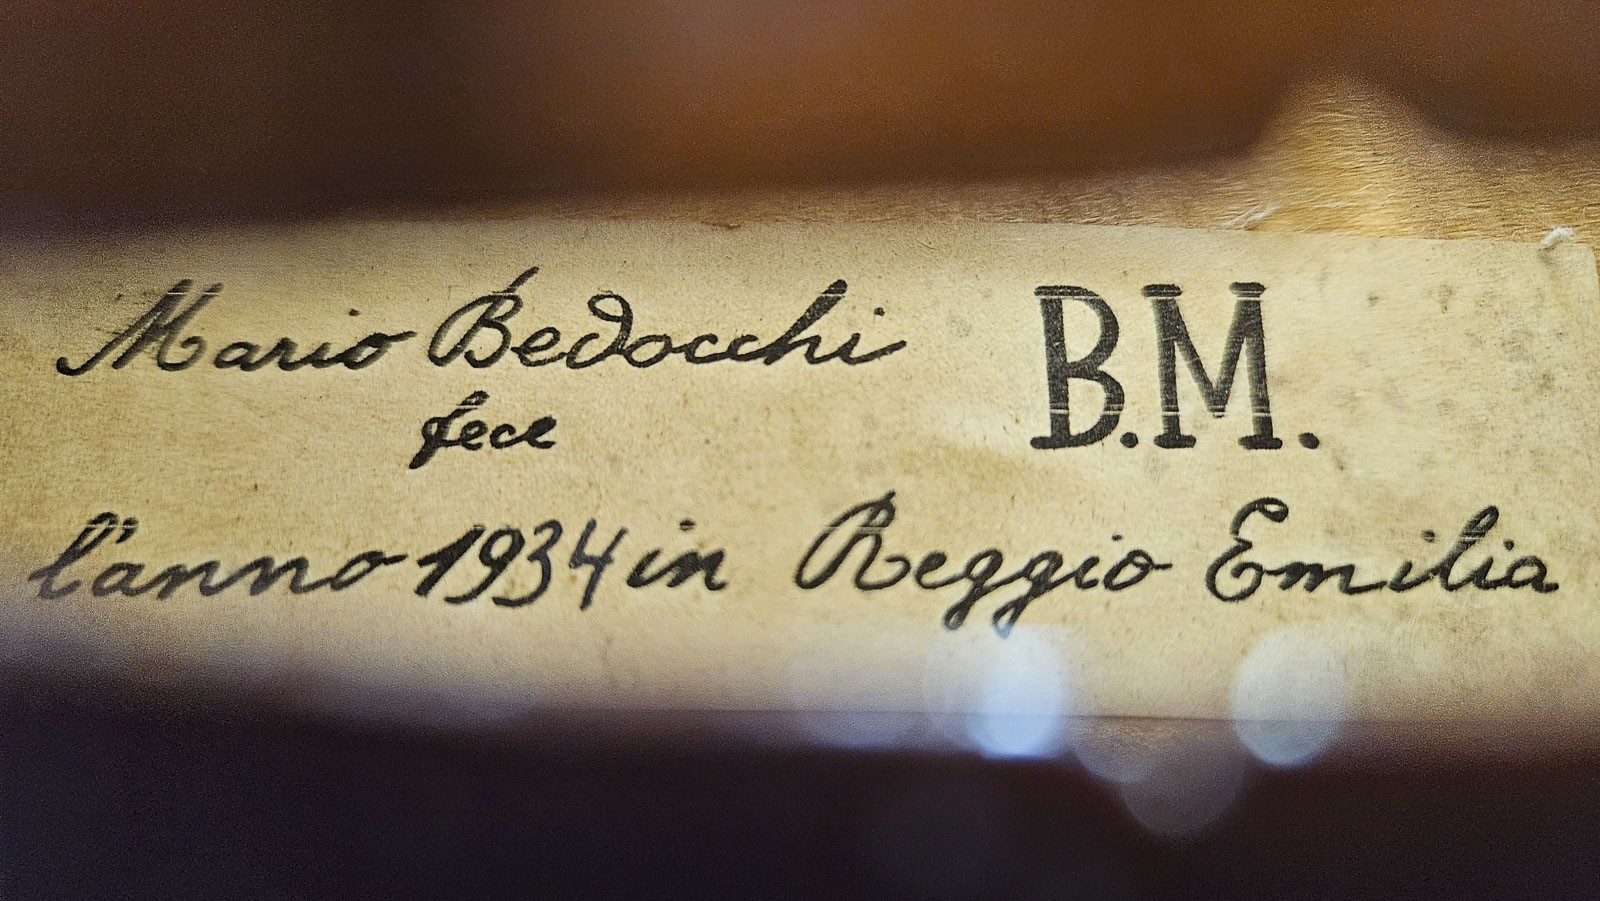 Mario Bedocchi B.M.
fece
l'anno 1934 in Reggio Emilia